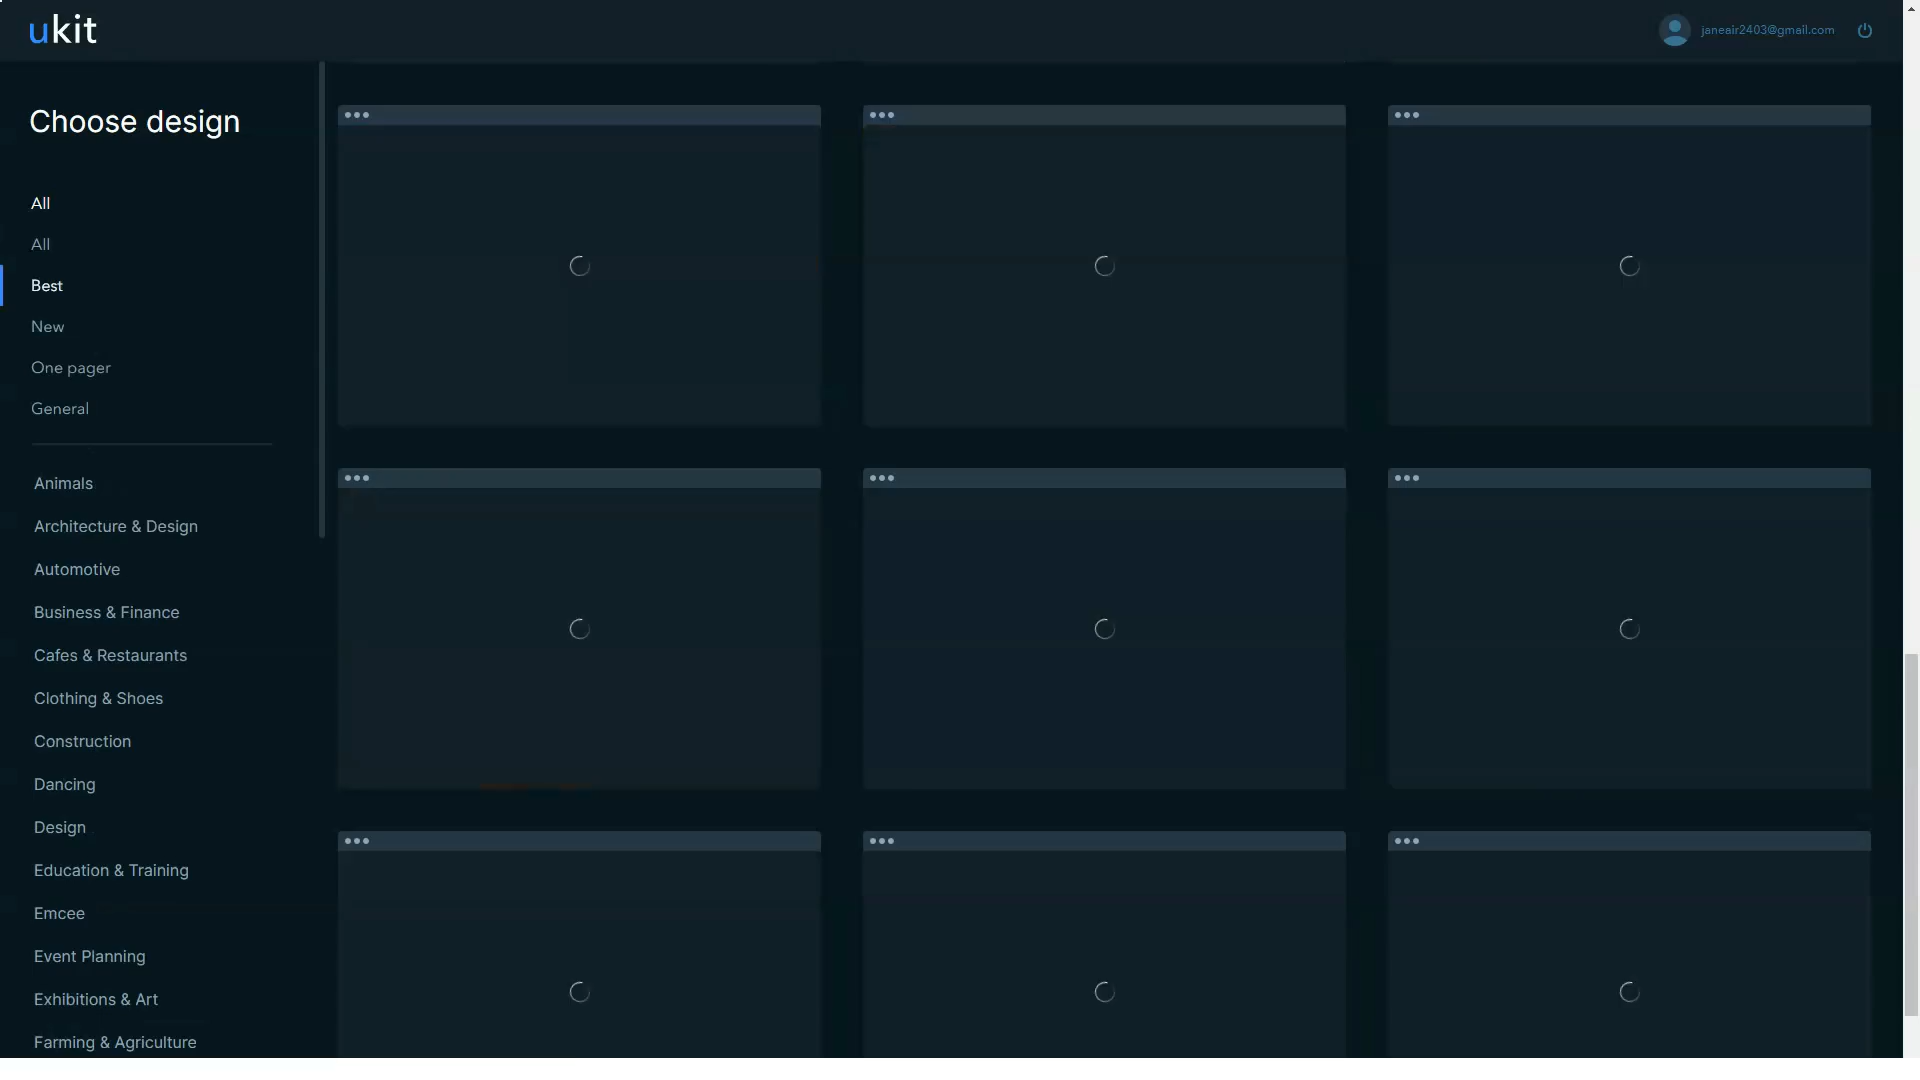 ukit
janeair2403@gmail.com
Choose design
All
All
Best
New
One pager
General
Animals
Architecture & Design
Automotive
Business & Finance
Cafes & Restaurants
Clothing & Shoes
Construction
Dancing
Design
Education & Training
Emcee
Event Planning
Exhibitions & Art
Farming & Agriculture